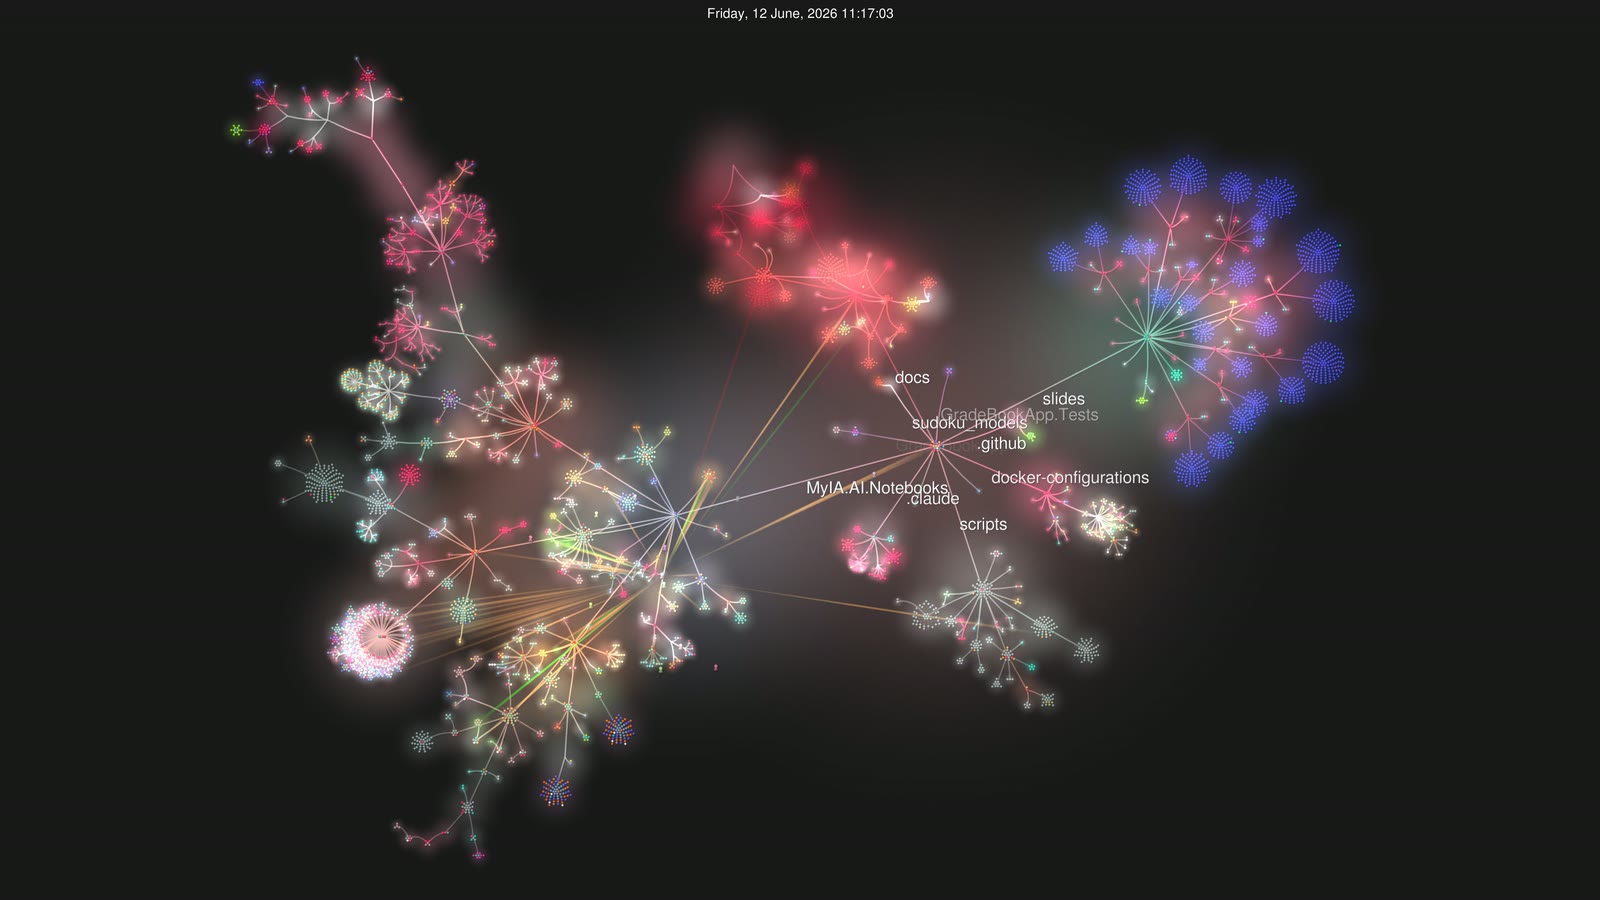 Friday, 12 June, 2026 11:17:03
docs
slides
GradeBookApp.Tests
sudoku_models
.github
docker-configurations
MyIA.AI.Notebooks
.claude
scripts